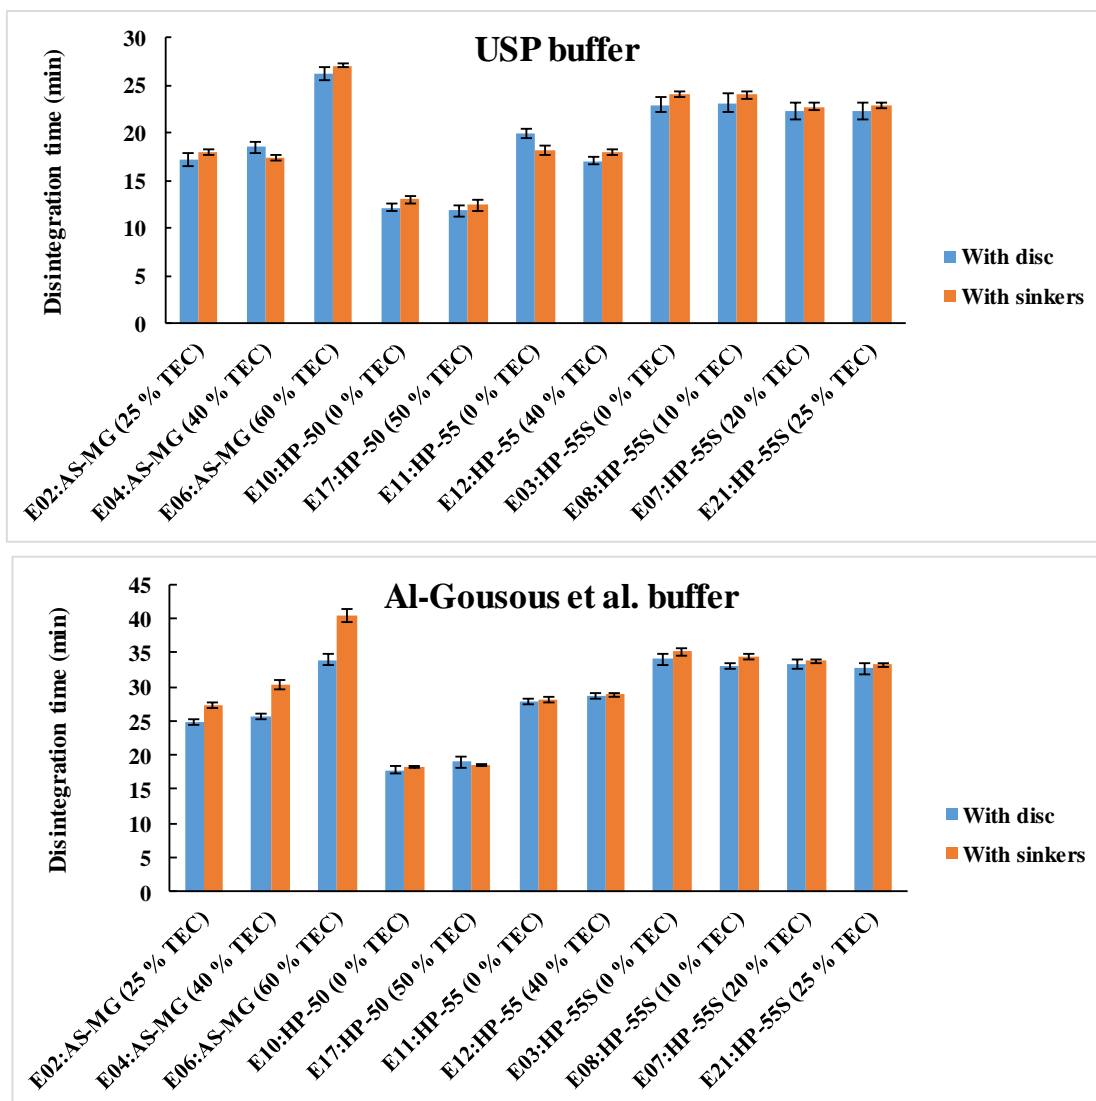 USP buffer
Disintegration time (min)
30
25
20
15
10
5
0
E02:AS-MG (25 % TEC)
E04:AS-MG (40 % TEC)
E06:AS-MG (60 % TEC)
E10:HP-50 (0 % TEC)
E17:HP-50 (50 % TEC)
E11:HP-55 (0 % TEC)
E12:HP-55 (40 % TEC)
E03:HP-55S (0 % TEC)
E08:HP-55S (10 % TEC)
E07:HP-55S (20 % TEC)
E21:HP-55S (25 % TEC)
With disc
With sinkers
Al-Gousous et al. buffer
Disintegration time (min)
45
40
35
30
25
20
15
10
5
0
E02:AS-MG (25 % TEC)
E04:AS-MG (40 % TEC)
E06:AS-MG (60 % TEC)
E10:HP-50 (0 % TEC)
E17:HP-50 (50 % TEC)
E11:HP-55 (0 % TEC)
E12:HP-55 (40 % TEC)
E03:HP-55S (0 % TEC)
E08:HP-55S (10 % TEC)
E07:HP-55S (20 % TEC)
E21:HP-55S (25 % TEC)
With disc
With sinkers